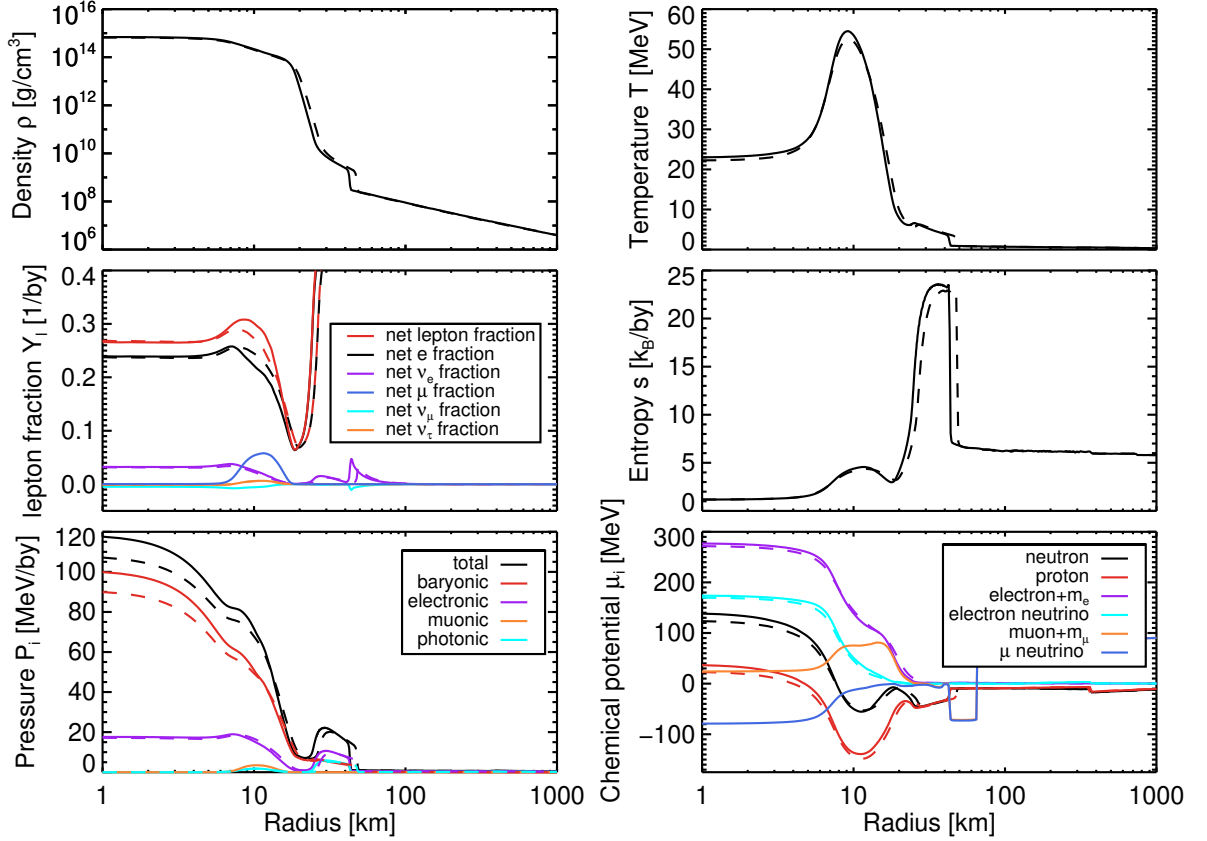 10^16
10^14
10^12
10^10
10^8
10^6
Density ρ [g/cm^3]
60
50
40
30
20
10
0
Temperature T [MeV]
0.4
0.3
0.2
0.1
0.0
lepton fraction Y_l [1/by]
net lepton fraction
net e fraction
net ν_e fraction
net μ fraction
net ν_μ fraction
net ν_τ fraction
25
20
15
10
5
0
Entropy s [k_B/by]
120
100
80
60
40
20
0
Pressure P_i [MeV/by]
total
baryonic
electronic
muonic
photonic
1
10
100
1000
Radius [km]
300
200
100
0
−100
Chemical potential μ_i [MeV]
neutron
proton
electron+m_e
electron neutrino
muon+m_μ
μ neutrino
1
10
100
1000
Radius [km]